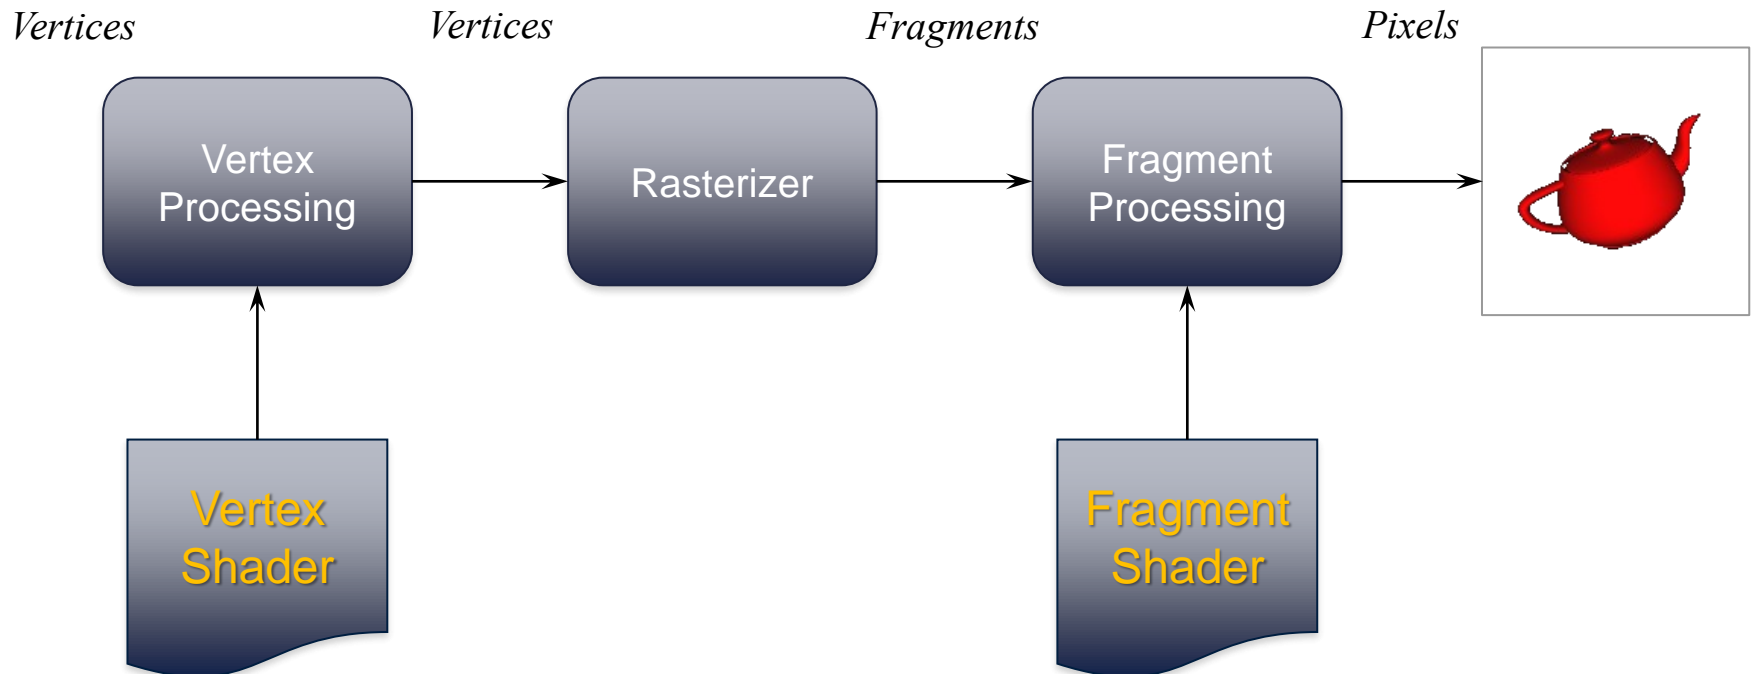 Vertices
Vertices
Fragments
Pixels
Vertex
Processing
Rasterizer
Fragment
Processing
Vertex
Shader
Fragment
Shader